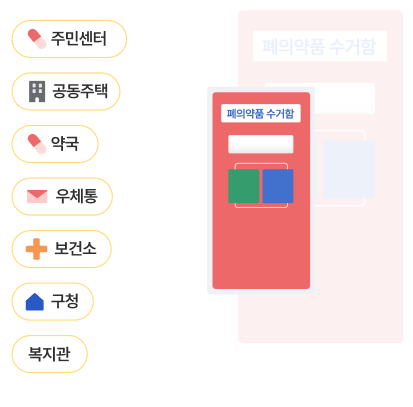 주민센터
공동주택
약국
우체통
보건소
구청
복지관
폐의약품 수거함
폐의약품 수거함